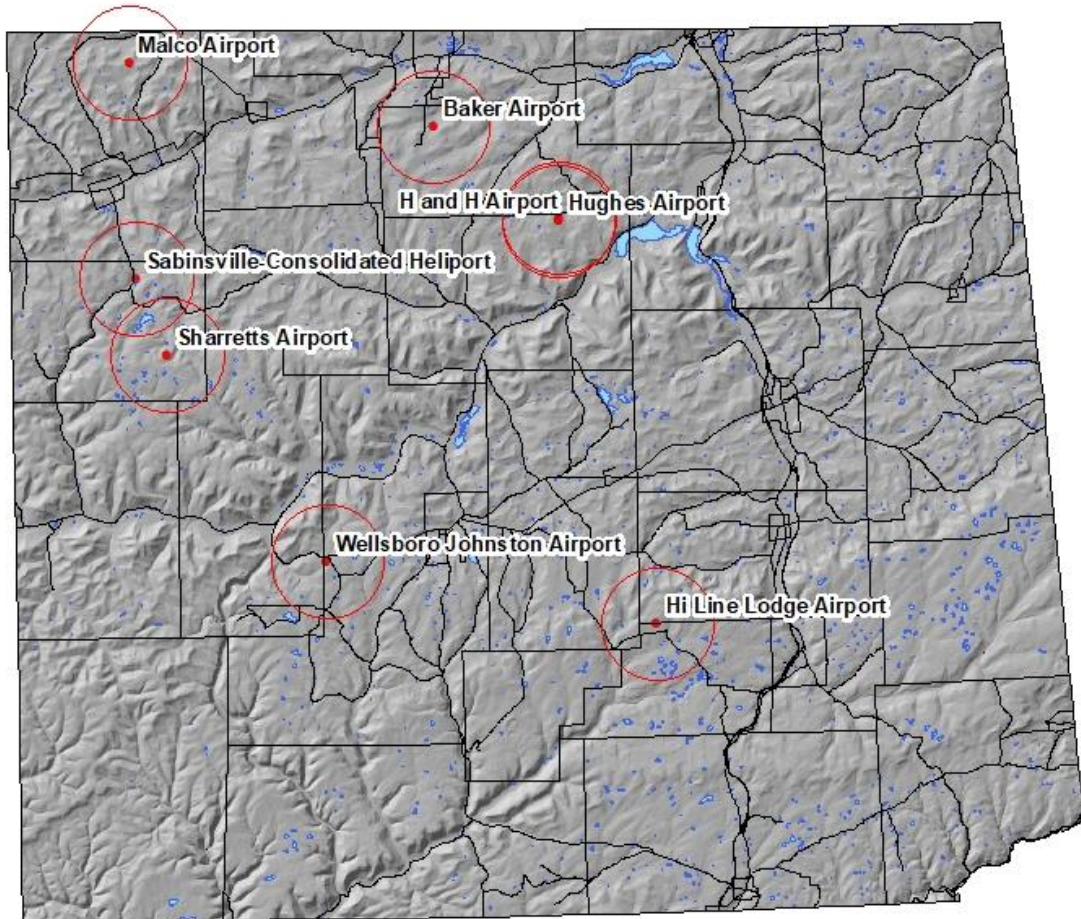 Malco Airport
Baker Airport
H and H Airport
Hughes Airport
Sabinsville-Consolidated Heliport
Sharretts Airport
Wellsboro Johnston Airport
Hi Line Lodge Airport